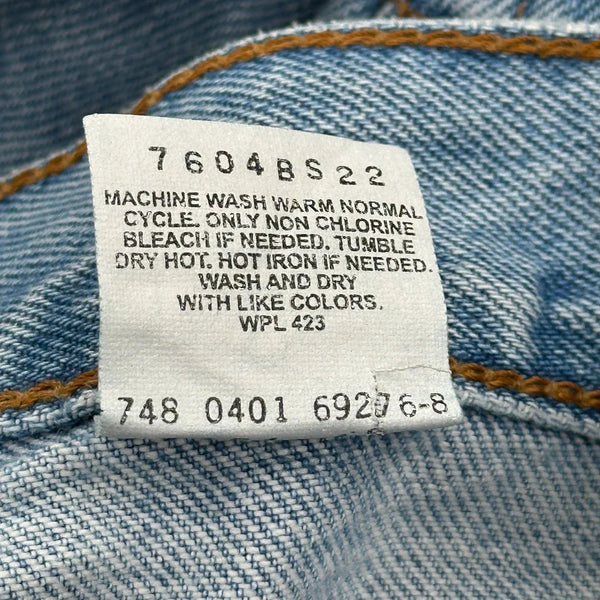 7604BS22
MACHINE WASH WARM NORMAL
CYCLE. ONLY NON CHLORINE
BLEACH IF NEEDED. TUMBLE
DRY HOT. HOT IRON IF NEEDED.
WASH AND DRY
WITH LIKE COLORS.
WPL 423
748 0401 69276-8